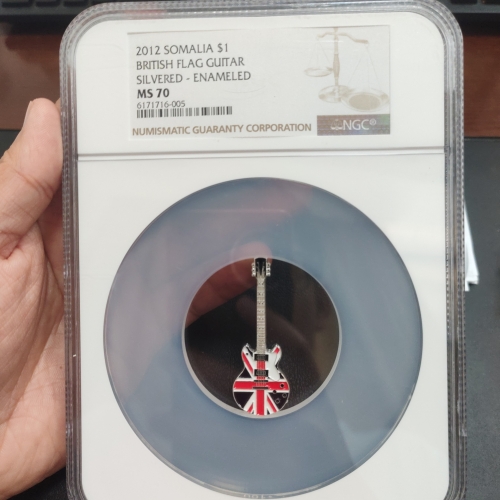 2012 SOMALIA $1
BRITISH FLAG GUITAR
SILVERED - ENAMELED
MS 70
6171716-005
NUMISMATIC GUARANTY CORPORATION
NGC®